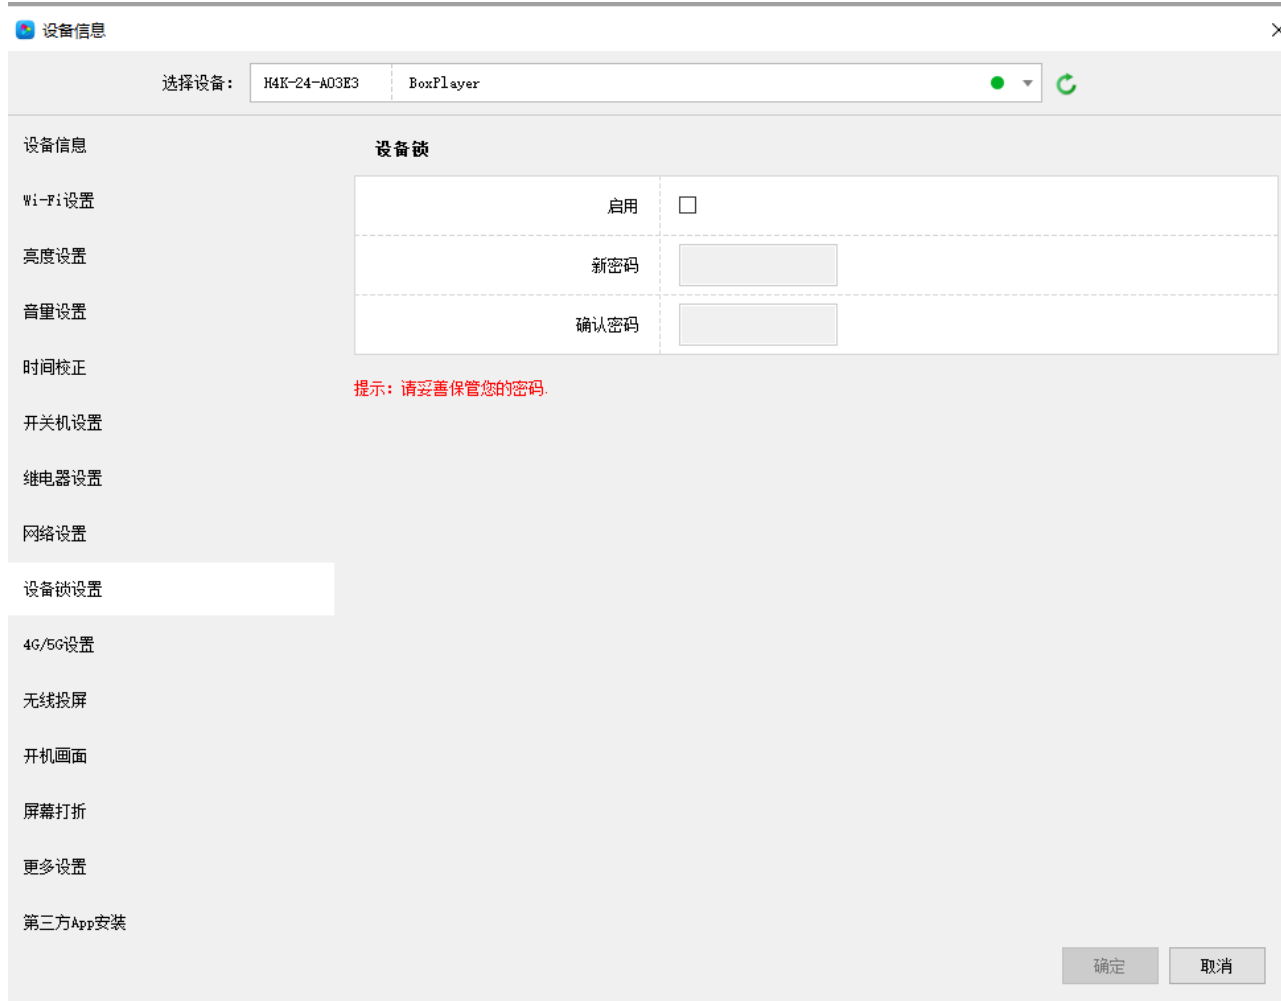 设备信息
选择设备: H4K-24-A03E3 BoxPlayer
设备信息
Wi-Fi设置
亮度设置
音量设置
时间校正
开关机设置
继电器设置
网络设置
设备锁设置
4G/5G设置
无线投屏
开机画面
屏幕打折
更多设置
第三方App安装
设备锁
启用
新密码
确认密码
提示: 请妥善保管您的密码.
确定 取消